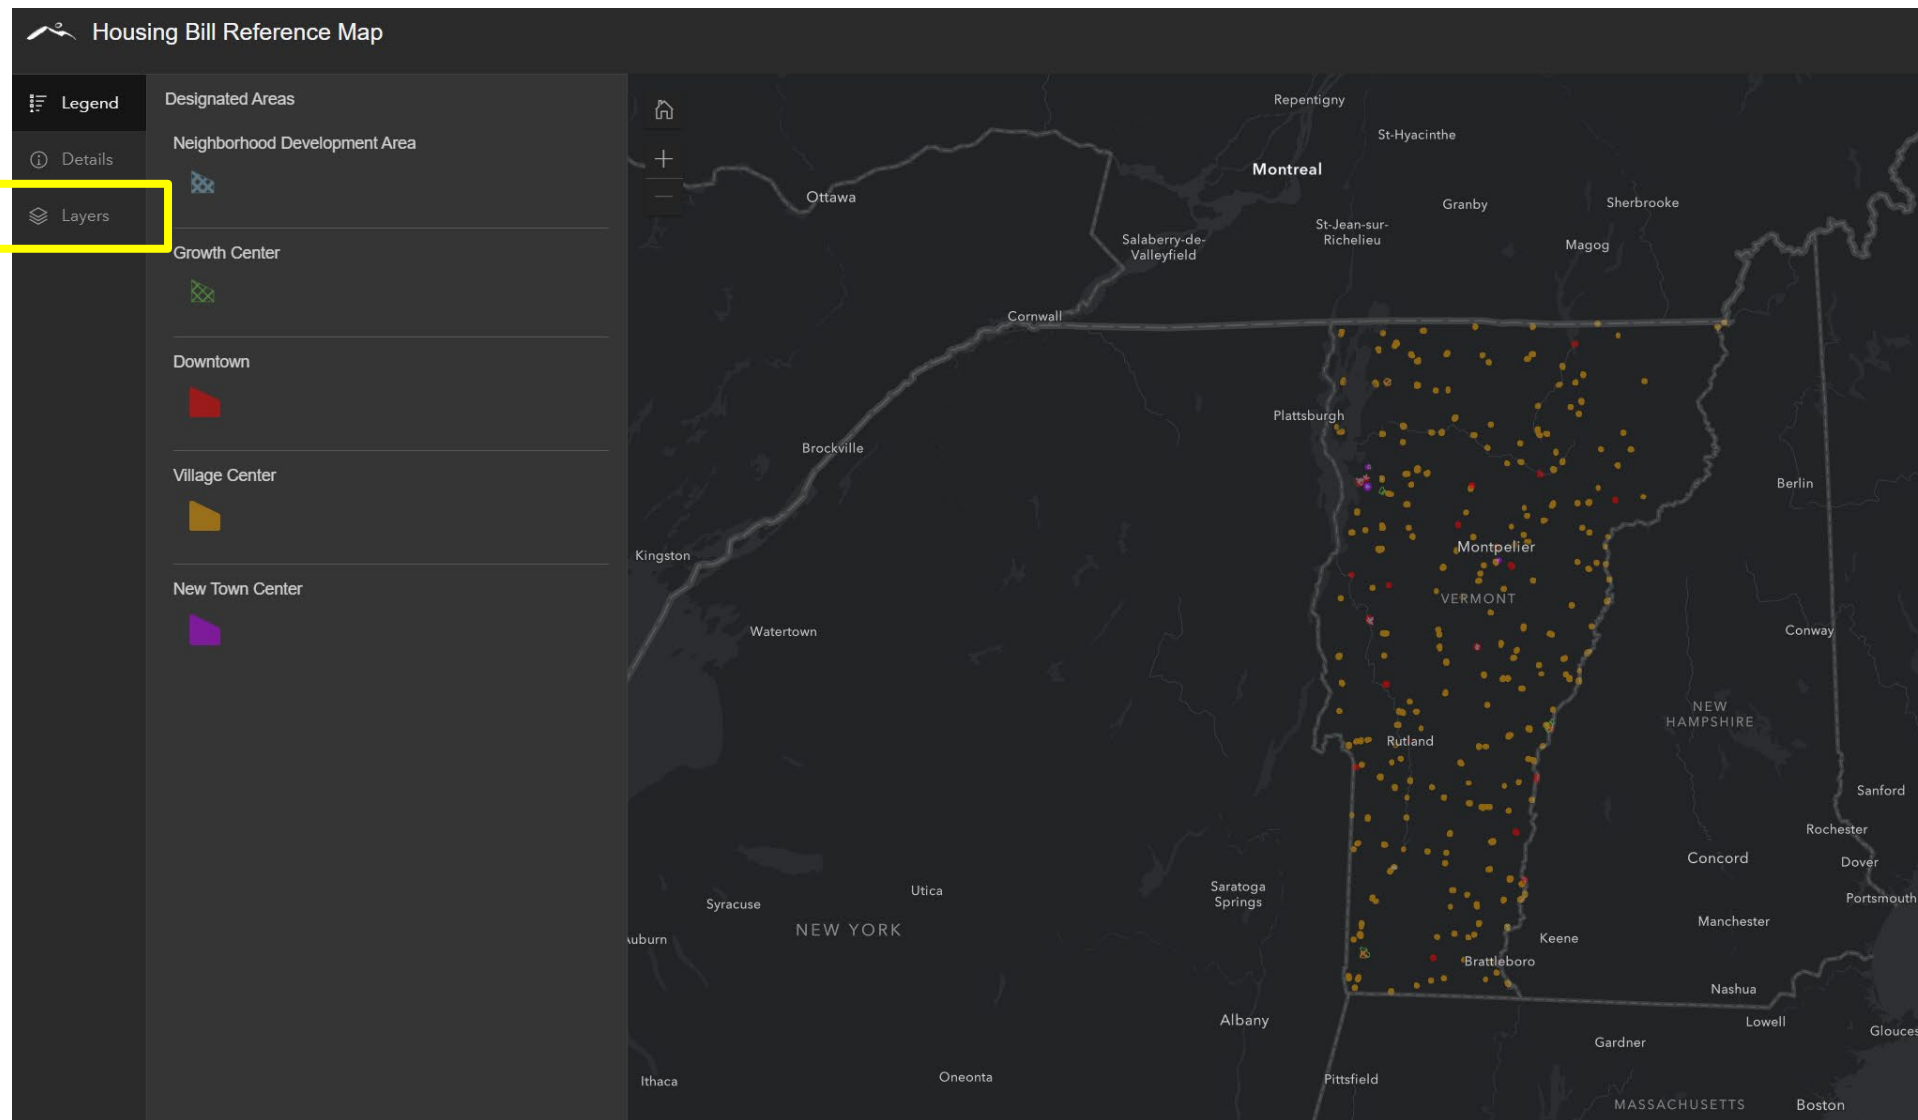 Housing Bill Reference Map
Legend
Details
Layers
Designated Areas
Neighborhood Development Area
Growth Center
Downtown
Village Center
New Town Center
Repentigny
St-Hyacinthe
Montreal
Ottawa
Granby
Sherbrooke
St-Jean-sur-
Richelieu
Salaberry-de-
Valleyfield
Magog
Cornwall
Plattsburgh
Brockville
Berlin
Kingston
Montpelier
VERMONT
Watertown
Conway
NEW
HAMPSHIRE
Rutland
Sanford
Rochester
Concord
Dover
Utica
Saratoga
Springs
Syracuse
Portsmouth
Manchester
NEW YORK
Auburn
Keene
Brattleboro
Nashua
Albany
Lowell
Glouces
Gardner
Ithaca
Oneonta
Pittsfield
MASSACHUSETTS
Boston